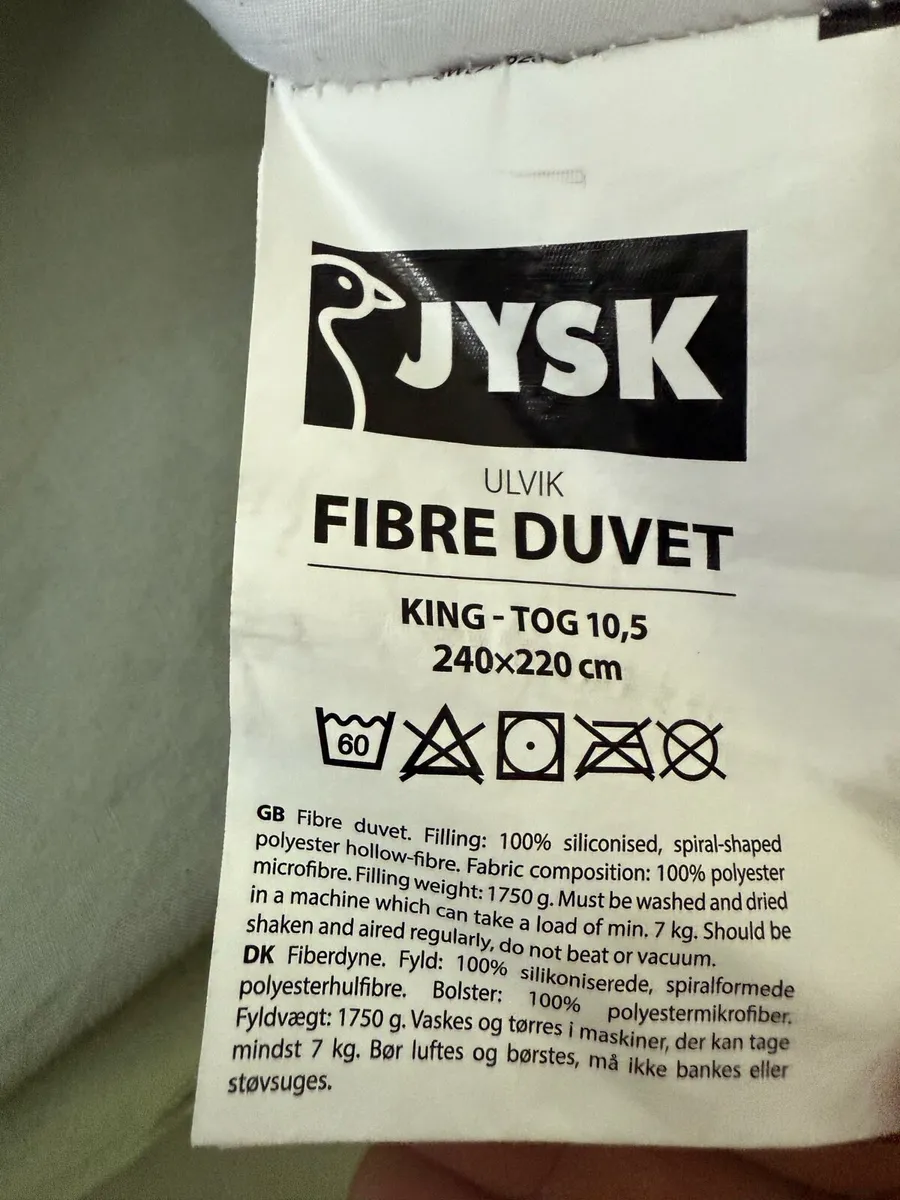 JYSK
ULVIK
FIBRE DUVET
KING - TOG 10,5
240×220 cm
60
GB Fibre duvet. Filling: 100% siliconised, spiral-shaped
polyester hollow-fibre. Fabric composition: 100% polyester
microfibre. Filling weight: 1750 g. Must be washed and dried
in a machine which can take a load of min. 7 kg. Should be
shaken and aired regularly, do not beat or vacuum.
DK Fiberdyne. Fyld: 100% silikoniserede, spiralformede
polyesterhulfibre. Bolster: 100% polyestermikrofiber.
Fyldvægt: 1750 g. Vaskes og tørres i maskiner, der kan tage
mindst 7 kg. Bør luftes og børstes, må ikke bankes eller
støvsuges.